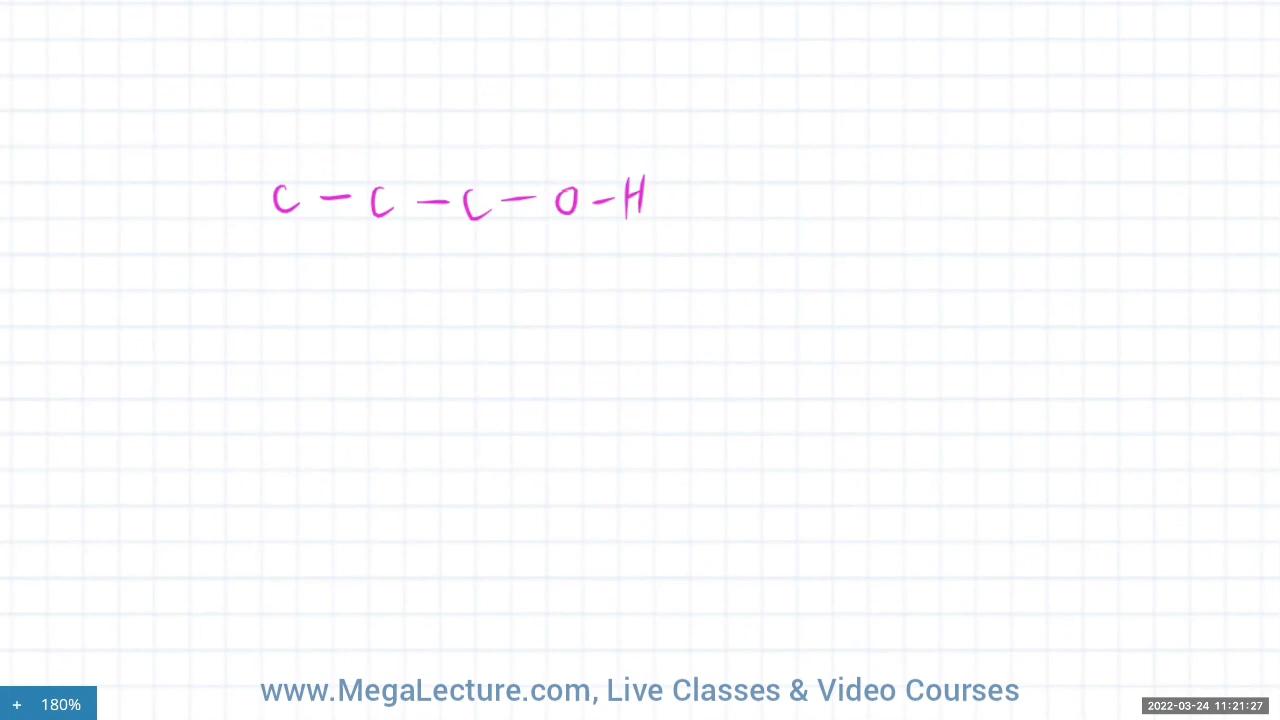 C - C - C - O - H
www.MegaLecture.com, Live Classes & Video Courses
+ 180%
2022-03-24 11:21:27